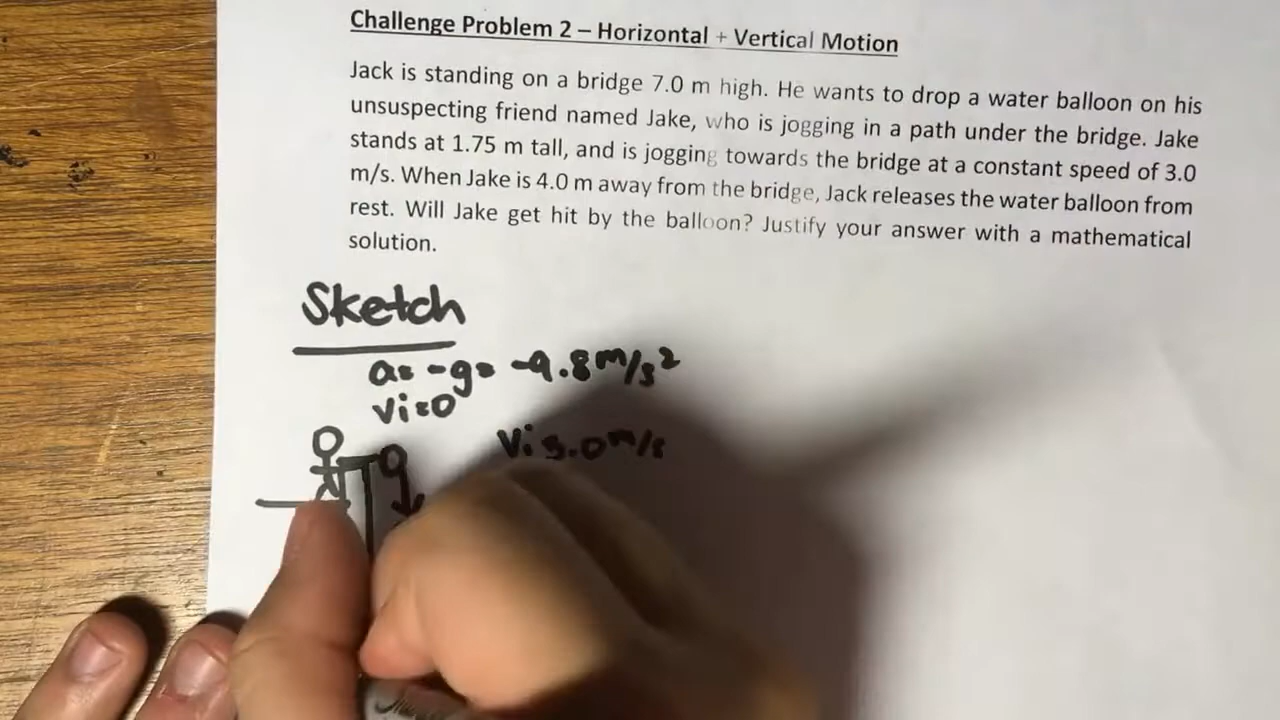 Challenge Problem 2 – Horizontal + Vertical Motion
Jack is standing on a bridge 7.0 m high. He wants to drop a water balloon on his
unsuspecting friend named Jake, who is jogging in a path under the bridge. Jake
stands at 1.75 m tall, and is jogging towards the bridge at a constant speed of 3.0
m/s. When Jake is 4.0 m away from the bridge, Jack releases the water balloon from
rest. Will Jake get hit by the balloon? Justify your answer with a mathematical
solution.
Sketch
a= -g= -9.8m/s²
Vi=0
Vi 3.0m/s